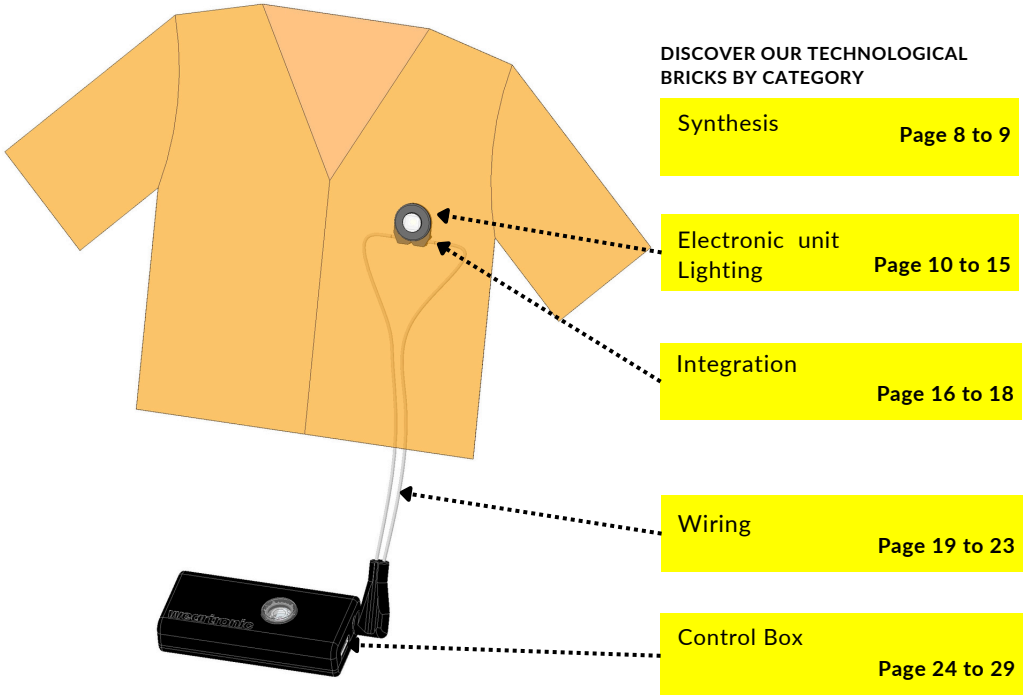 DISCOVER OUR TECHNOLOGICAL
BRICKS BY CATEGORY
Synthesis
Page 8 to 9
Electronic unit
Lighting
Page 10 to 15
Integration
Page 16 to 18
Wiring
Page 19 to 23
weartronic
Control Box
Page 24 to 29